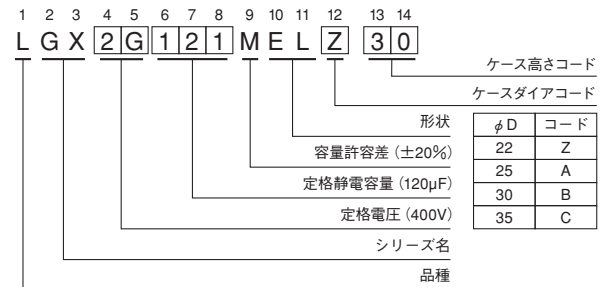 1 2 3 4 5 6 7 8 9 10 11 12 13 14
L G X 2 G 1 2 1 M E L Z 3 0
ケース高さコード
ケースダイアコード
形状
容量許容差 (±20%)
定格静電容量 (120µF)
定格電圧 (400V)
シリーズ名
品種
φD コード
22 Z
25 A
30 B
35 C